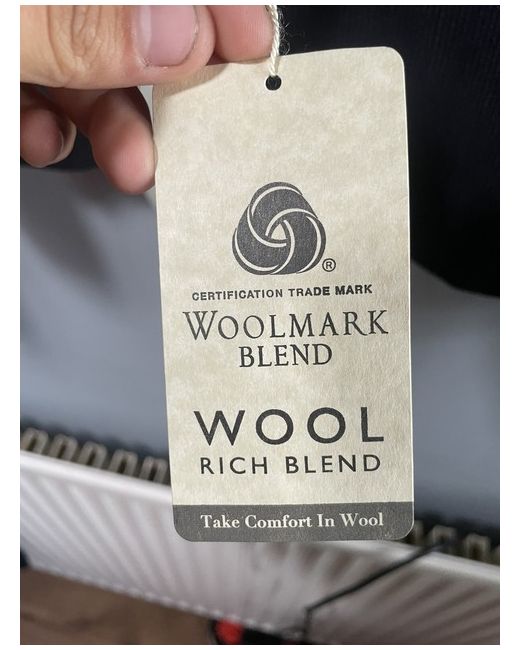 ®
CERTIFICATION TRADE MARK
WOOLMARK
BLEND
WOOL
RICH BLEND
Take Comfort In Wool